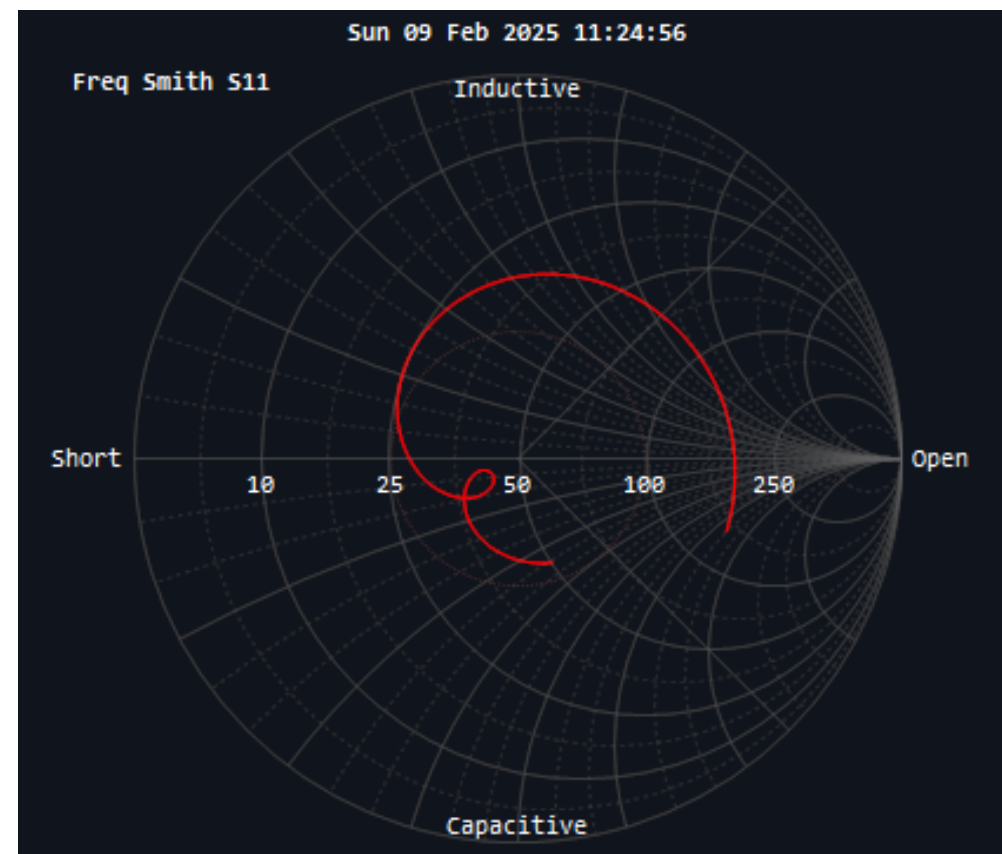 Sun 09 Feb 2025 11:24:56
Freq Smith S11
Inductive
Short
Open
10 25 50 100 250
Capacitive